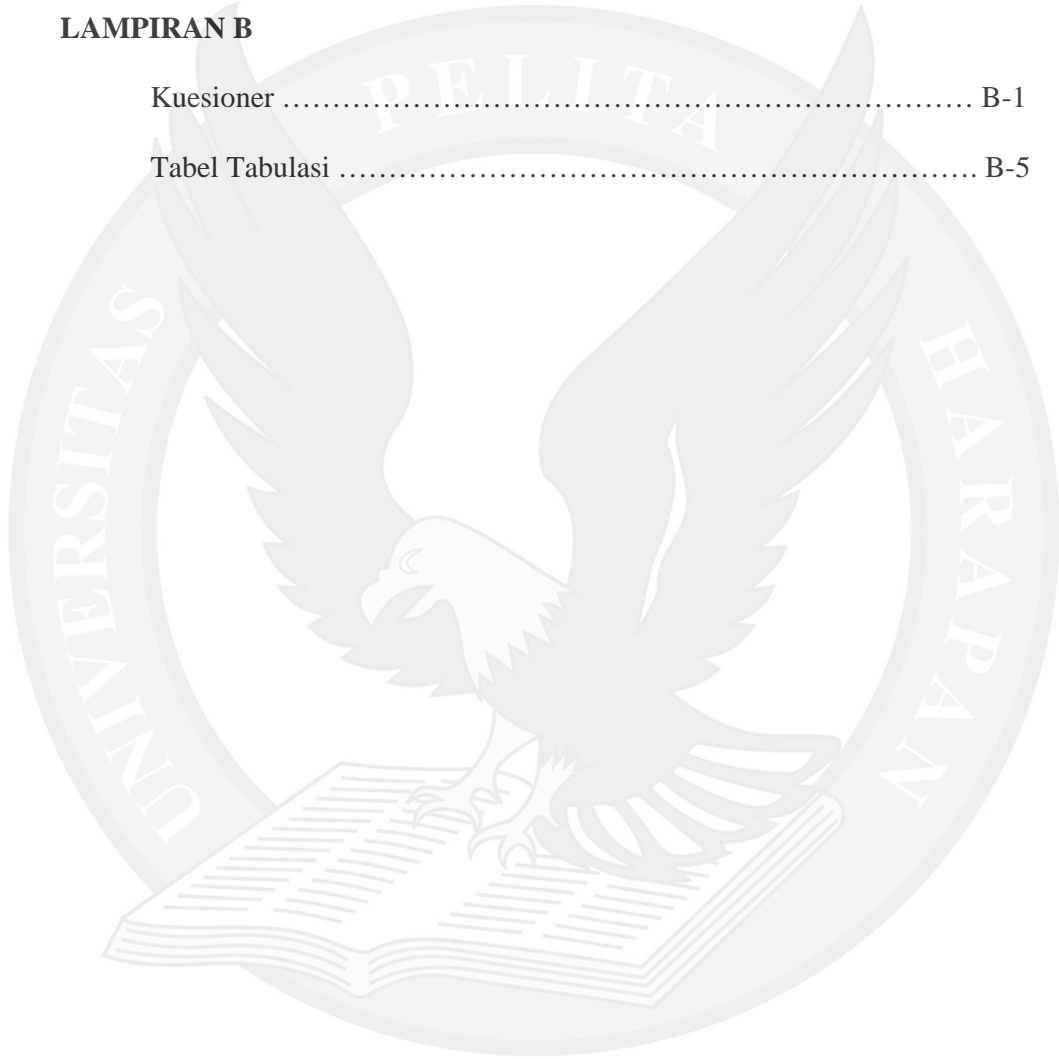 LAMPIRAN B
Kuesioner …………………………………………………………… B-1
Tabel Tabulasi ………………………………………………………. B-5
UNIVERSITAS PELITA HARAPAN